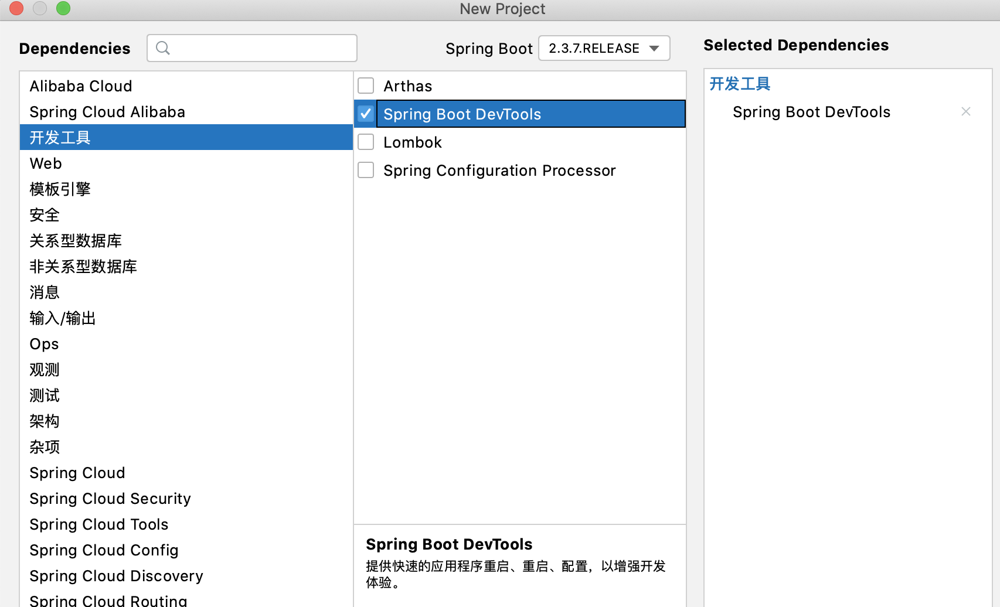 New Project
Dependencies
Spring Boot 2.3.7.RELEASE
Selected Dependencies
Alibaba Cloud
Spring Cloud Alibaba
开发工具
Web
模板引擎
安全
关系型数据库
非关系型数据库
消息
输入/输出
Ops
观测
测试
架构
杂项
Spring Cloud
Spring Cloud Security
Spring Cloud Tools
Spring Cloud Config
Spring Cloud Discovery
Spring Cloud Routing
Arthas
Spring Boot DevTools
Lombok
Spring Configuration Processor
Spring Boot DevTools
提供快速的应用程序重启、重启、配置，以增强开发
体验。
开发工具
Spring Boot DevTools